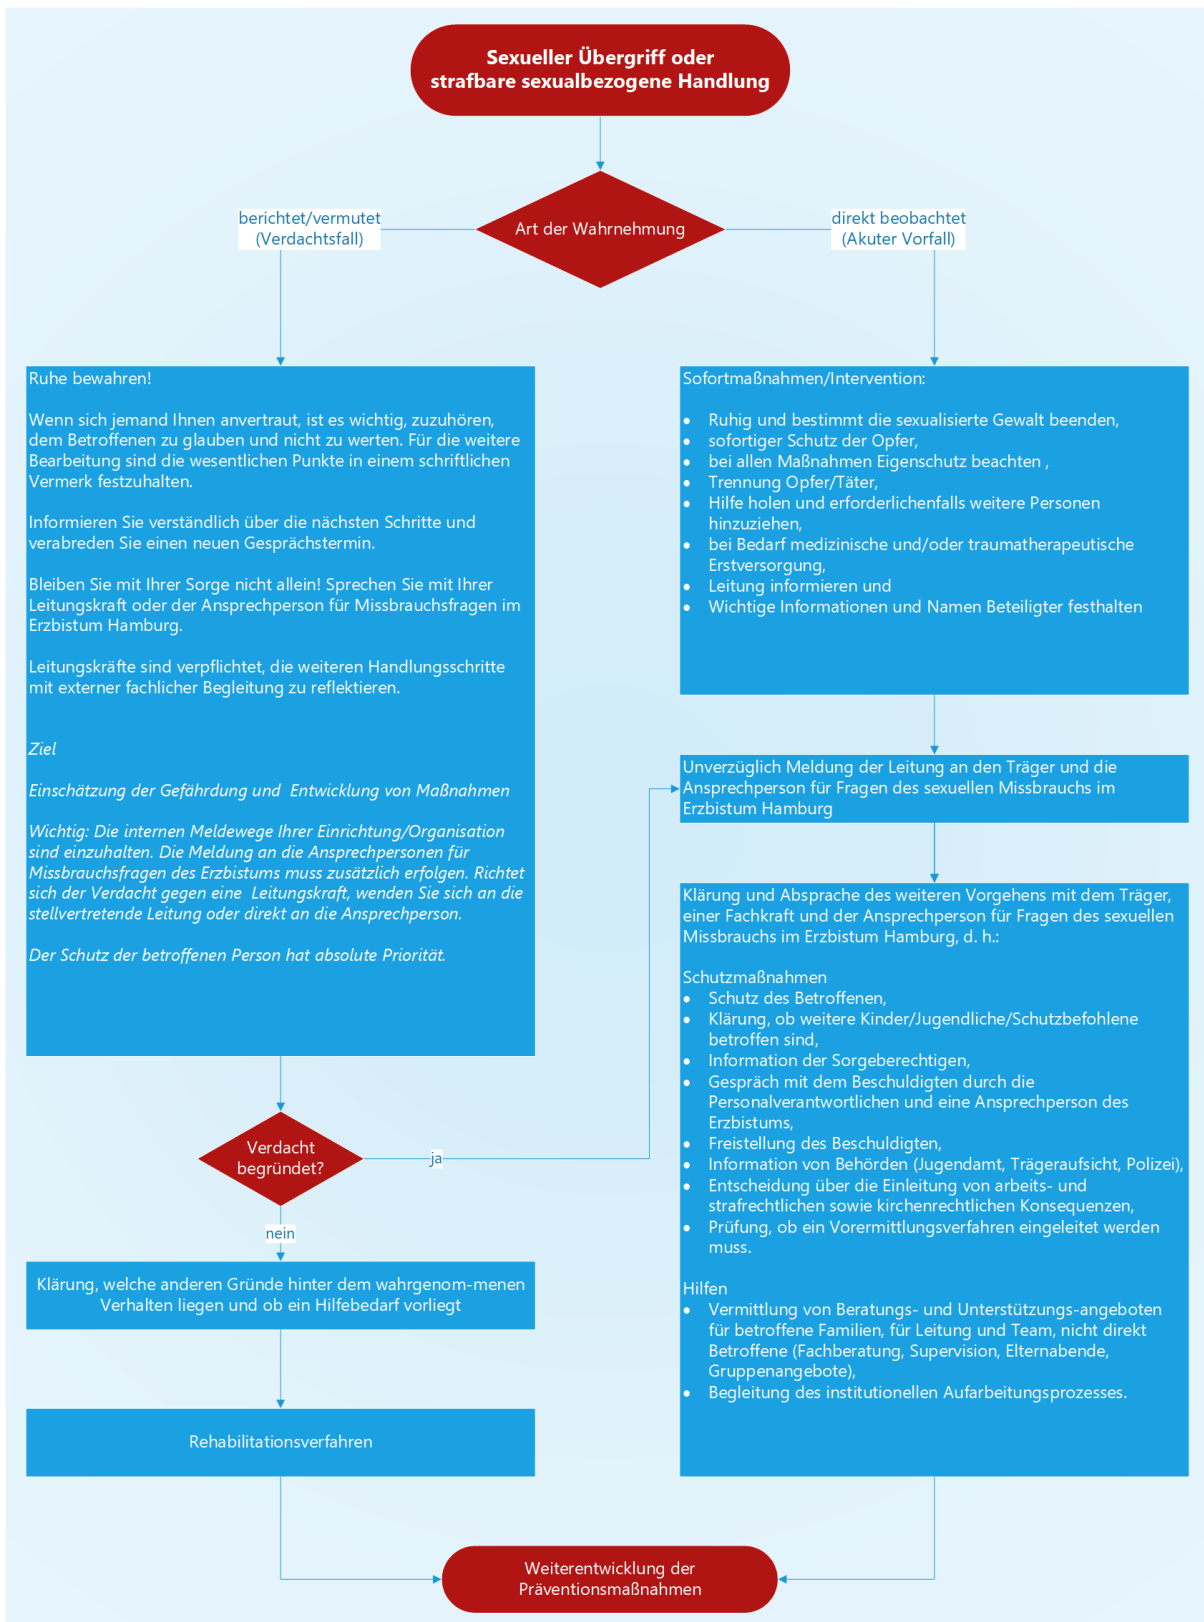 Sexueller Übergriff oder
strafbare sexualbezogene Handlung
Art der Wahrnehmung
berichtet/vermutet
(Verdachtsfall)
direkt beobachtet
(Akuter Vorfall)
Ruhe bewahren!
Wenn sich jemand Ihnen anvertraut, ist es wichtig, zuzuhören,
dem Betroffenen zu glauben und nicht zu werten. Für die weitere
Bearbeitung sind die wesentlichen Punkte in einem schriftlichen
Vermerk festzuhalten.
Informieren Sie verständlich über die nächsten Schritte und
verabreden Sie einen neuen Gesprächstermin.
Bleiben Sie mit Ihrer Sorge nicht allein! Sprechen Sie mit Ihrer
Leitungskraft oder der Ansprechperson für Missbrauchsfragen im
Erzbistum Hamburg.
Leitungskräfte sind verpflichtet, die weiteren Handlungsschritte
mit externer fachlicher Begleitung zu reflektieren.
Ziel
Einschätzung der Gefährdung und  Entwicklung von Maßnahmen
Wichtig: Die internen Meldewege Ihrer Einrichtung/Organisation
sind einzuhalten. Die Meldung an die Ansprechpersonen für
Missbrauchsfragen des Erzbistums muss zusätzlich erfolgen. Richtet
sich der Verdacht gegen eine  Leitungskraft, wenden Sie sich an die
stellvertretende Leitung oder direkt an die Ansprechperson.
Der Schutz der betroffenen Person hat absolute Priorität.
Verdacht
begründet?
ja
nein
Klärung, welche anderen Gründe hinter dem wahrgenom-menen
Verhalten liegen und ob ein Hilfebedarf vorliegt
Rehabilitationsverfahren
Sofortmaßnahmen/Intervention:
• Ruhig und bestimmt die sexualisierte Gewalt beenden,
• sofortiger Schutz der Opfer,
• bei allen Maßnahmen Eigenschutz beachten ,
• Trennung Opfer/Täter,
• Hilfe holen und erforderlichenfalls weitere Personen
hinzuziehen,
• bei Bedarf medizinische und/oder traumatherapeutische
Erstversorgung,
• Leitung informieren und
• Wichtige Informationen und Namen Beteiligter festhalten
Unverzüglich Meldung der Leitung an den Träger und die
Ansprechperson für Fragen des sexuellen Missbrauchs im
Erzbistum Hamburg
Klärung und Absprache des weiteren Vorgehens mit dem Träger,
einer Fachkraft und der Ansprechperson für Fragen des sexuellen
Missbrauchs im Erzbistum Hamburg, d. h.:
Schutzmaßnahmen
• Schutz des Betroffenen,
• Klärung, ob weitere Kinder/Jugendliche/Schutzbefohlene
betroffen sind,
• Information der Sorgeberechtigen,
• Gespräch mit dem Beschuldigten durch die
Personalverantwortlichen und eine Ansprechperson des
Erzbistums,
• Freistellung des Beschuldigten,
• Information von Behörden (Jugendamt, Trägeraufsicht, Polizei),
• Entscheidung über die Einleitung von arbeits- und
strafrechtlichen sowie kirchenrechtlichen Konsequenzen,
• Prüfung, ob ein Vorermittlungsverfahren eingeleitet werden
muss.
Hilfen
• Vermittlung von Beratungs- und Unterstützungs-angeboten
für betroffene Familien, für Leitung und Team, nicht direkt
Betroffene (Fachberatung, Supervision, Elternabende,
Gruppenangebote),
• Begleitung des institutionellen Aufarbeitungsprozesses.
Weiterentwicklung der
Präventionsmaßnahmen